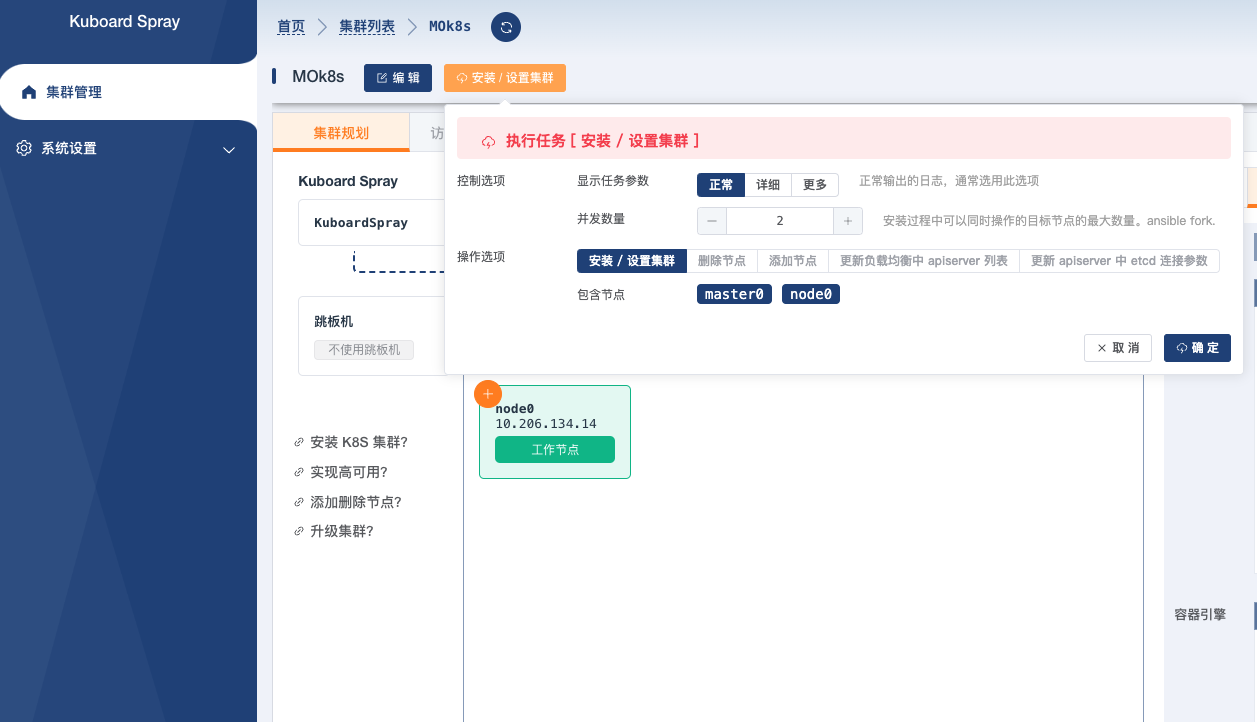 Kuboard Spray
首页
集群列表
MOk8s
集群管理
系统设置
MOk8s
编 辑
安装 / 设置集群
集群规划
访
执行任务 [ 安装 / 设置集群 ]
控制选项
显示任务参数
正常
详细
更多
正常输出的日志，通常选用此选项
并发数量
2
安装过程中可以同时操作的目标节点的最大数量。ansible fork.
操作选项
安装 / 设置集群
删除节点
添加节点
更新负载均衡中 apiserver 列表
更新 apiserver 中 etcd 连接参数
包含节点
master0
node0
取 消
确 定
Kuboard Spray
KuboardSpray
跳板机
不使用跳板机
node0
10.206.134.14
工作节点
安装 K8S 集群?
实现高可用?
添加删除节点?
升级集群?
容器引擎